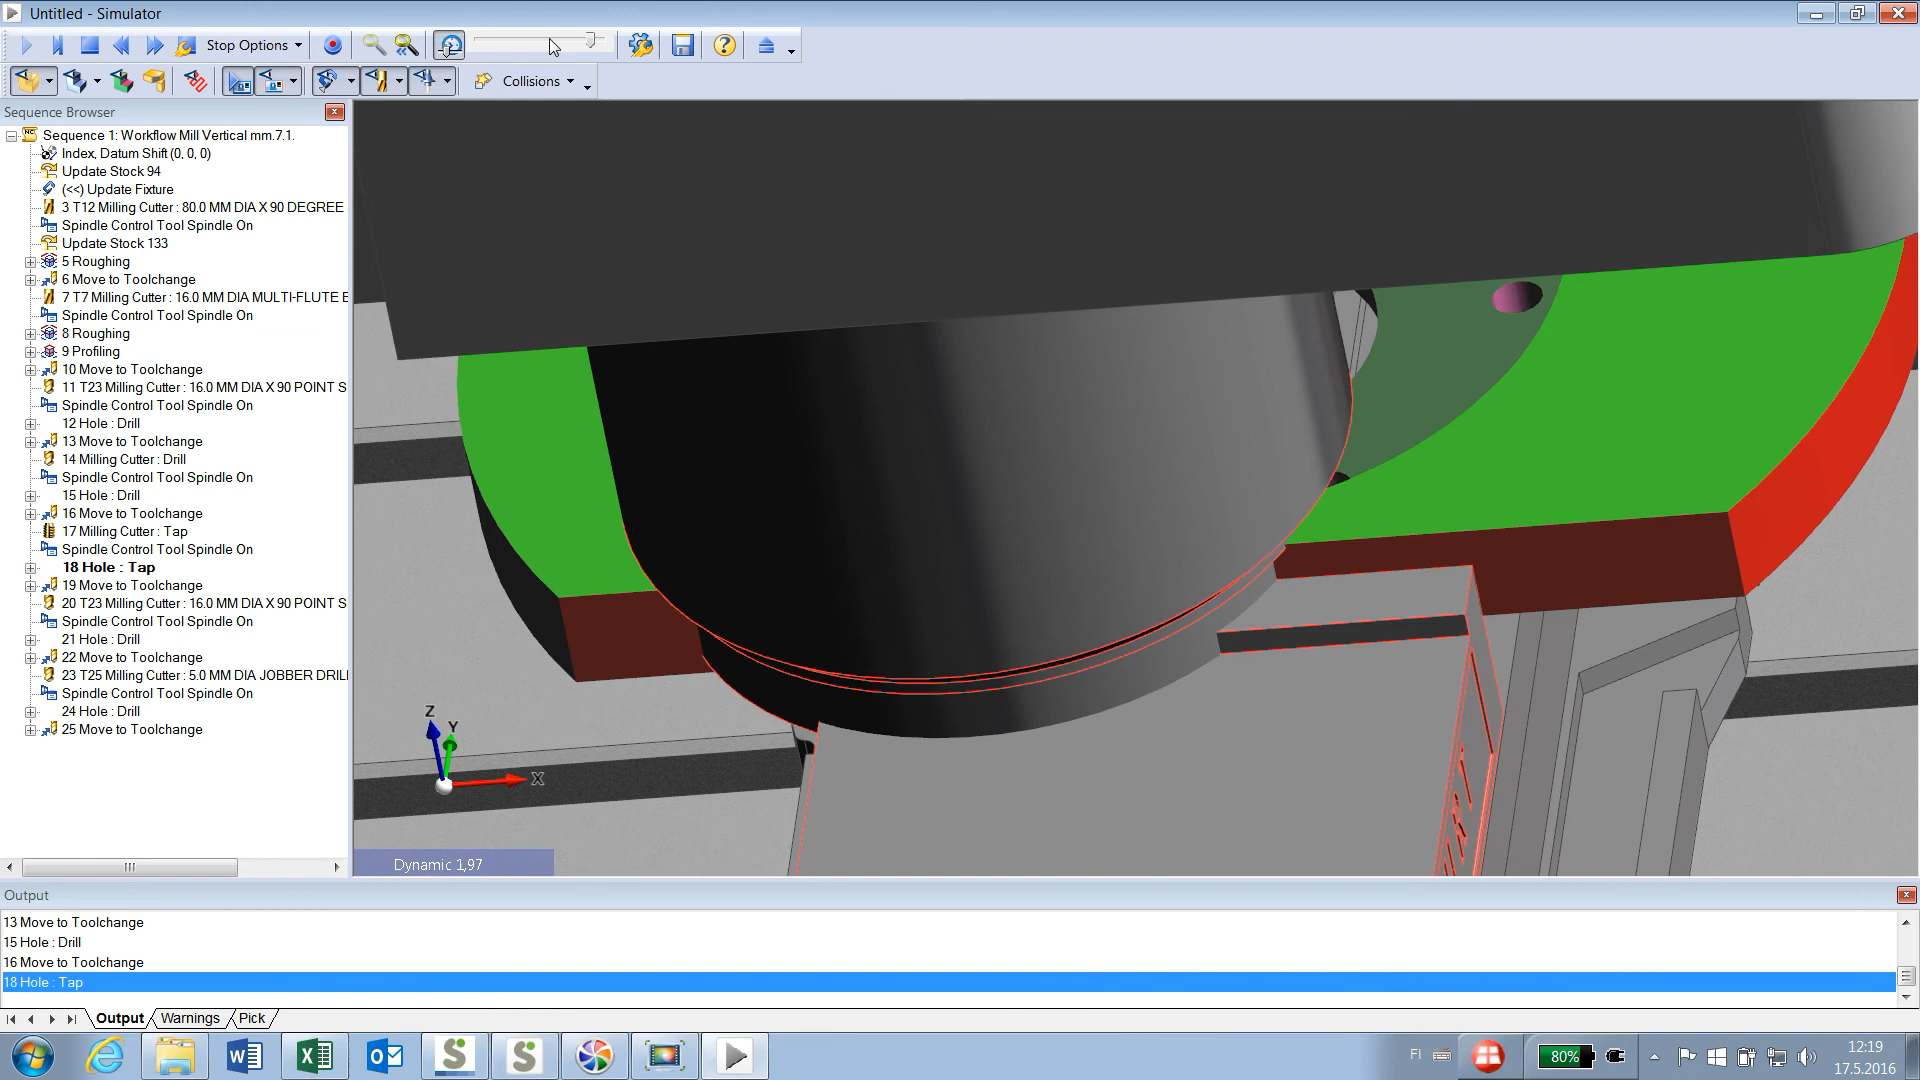 Untitled - Simulator
Stop Options
Collisions
Sequence Browser
Sequence 1: Workflow Mill Vertical mm.7.1.
Index, Datum Shift (0, 0, 0)
Update Stock 94
(<<) Update Fixture
3 T12 Milling Cutter : 80.0 MM DIA X 90 DEGREE
Spindle Control Tool Spindle On
Update Stock 133
5 Roughing
6 Move to Toolchange
7 T7 Milling Cutter : 16.0 MM DIA MULTI-FLUTE E
Spindle Control Tool Spindle On
8 Roughing
9 Profiling
10 Move to Toolchange
11 T23 Milling Cutter : 16.0 MM DIA X 90 POINT S
Spindle Control Tool Spindle On
12 Hole : Drill
13 Move to Toolchange
14 Milling Cutter : Drill
Spindle Control Tool Spindle On
15 Hole : Drill
16 Move to Toolchange
17 Milling Cutter : Tap
Spindle Control Tool Spindle On
18 Hole : Tap
19 Move to Toolchange
20 T23 Milling Cutter : 16.0 MM DIA X 90 POINT S
Spindle Control Tool Spindle On
21 Hole : Drill
22 Move to Toolchange
23 T25 Milling Cutter : 5.0 MM DIA JOBBER DRILL
Spindle Control Tool Spindle On
24 Hole : Drill
25 Move to Toolchange
Z
Y
X
Dynamic 1,97
Output
13 Move to Toolchange
15 Hole : Drill
16 Move to Toolchange
18 Hole : Tap
Output Warnings Pick
FI
80%
12:19
17.5.2016